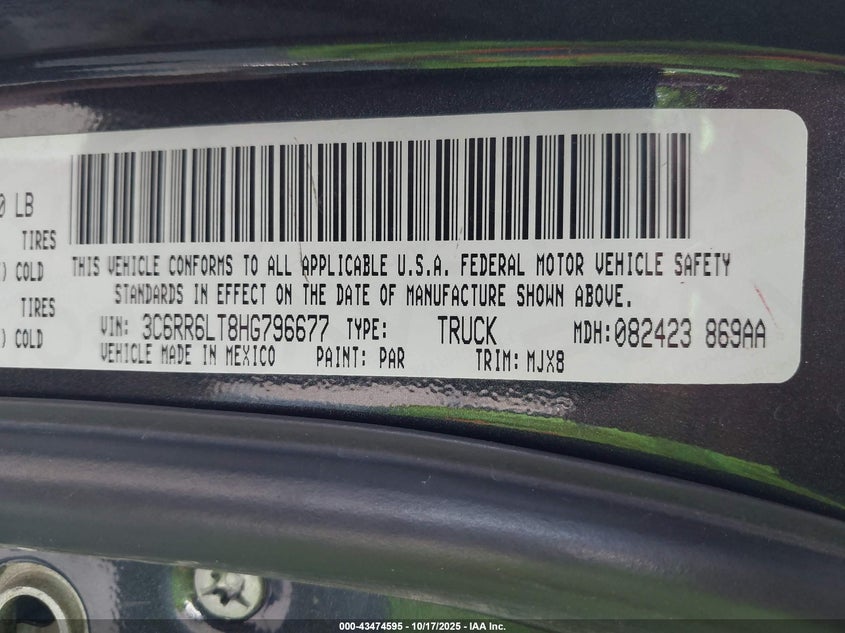 0 LB
TIRES
) COLD
TIRES
) COLD
THIS VEHICLE CONFORMS TO ALL APPLICABLE U.S.A. FEDERAL MOTOR VEHICLE SAFETY
STANDARDS IN EFFECT ON THE DATE OF MANUFACTURE SHOWN ABOVE.
VIN: 3C6RR6LT8HG796677 TYPE: TRUCK MDH:082423 869AA
VEHICLE MADE IN MEXICO PAINT: PAR TRIM: MJX8
000-43474595 - 10/17/2025 - IAA Inc.